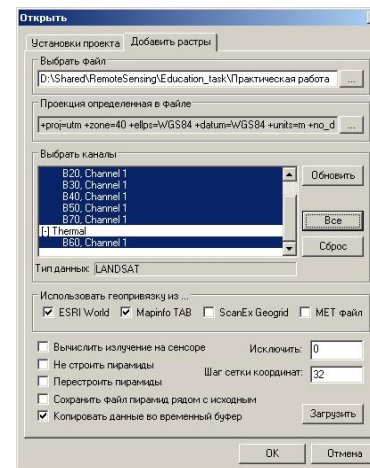 Открыть
Установки проекта Добавить растры
Выбрать файл
D:\Shared\RemoteSensing\Education_task\Практическая работа ...
Проекция определенная в файле
+proj=utm +zone=40 +ellps=WGS84 +datum=WGS84 +units=m +no_d ...
Выбрать каналы
B20, Channel 1
B30, Channel 1
B40, Channel 1
B50, Channel 1
B70, Channel 1
[-] Thermal
B60, Channel 1
Обновить
Все
Сброс
Тип данных: LANDSAT
Использовать геопривязку из ...
ESRI World Mapinfo TAB ScanEx Geogrid MET файл
Вычислить излучение на сенсоре Исключить: 0
Не строить пирамиды
Шаг сетки координат: 32
Перестроить пирамиды
Сохранить файл пирамид рядом с исходным
Копировать данные во временный буфер Загрузить
OK Отмена